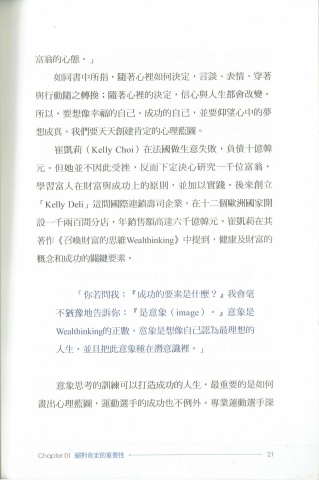 富翁的心態。」
如同書中所指，隨著心裡如何決定，言談、表情、穿著
與行動隨之轉換；隨著心裡的決定，信心與人生都會改變。
所以，要想像幸福的自己、成功的自己，並要仰望心中的夢
想成真。我們要天天創建肯定的心理藍圖。
崔凱莉（Kelly Choi）在法國做生意失敗，負債十億韓
元。但她並不因此受挫，反而下定決心研究一千位富翁，
學習富人在財富與成功上的原則，並加以實踐。後來創立
「Kelly Deli」這間國際連鎖壽司企業，在十二個歐洲國家開
設一千兩百間分店，年銷售額高達六千億韓元。崔凱莉在其
著作《召喚財富的思維Wealthinking》中提到，健康及財富的
概念和成功的關鍵要素。
「你若問我：『成功的要素是什麼？』我會毫
不猶豫地告訴你：『是意象（image）。』意象是
Wealthinking的正數。意象是想像自己認為最理想的
人生，並且把此意象種在潛意識裡。」
意象思考的訓練可以打造成功的人生，最重要的是如何
畫出心理藍圖，運動選手的成功也不例外。專業運動選手深
Chapter 01 絕對肯定的重要性 21